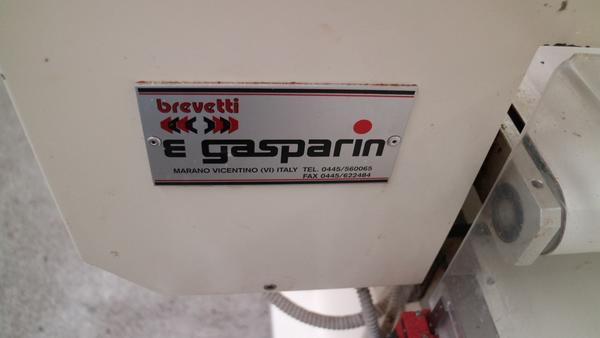 brevetti
E gasparin
MARANO VICENTINO (VI) ITALY TEL. 0445/560065
FAX 0445/622484